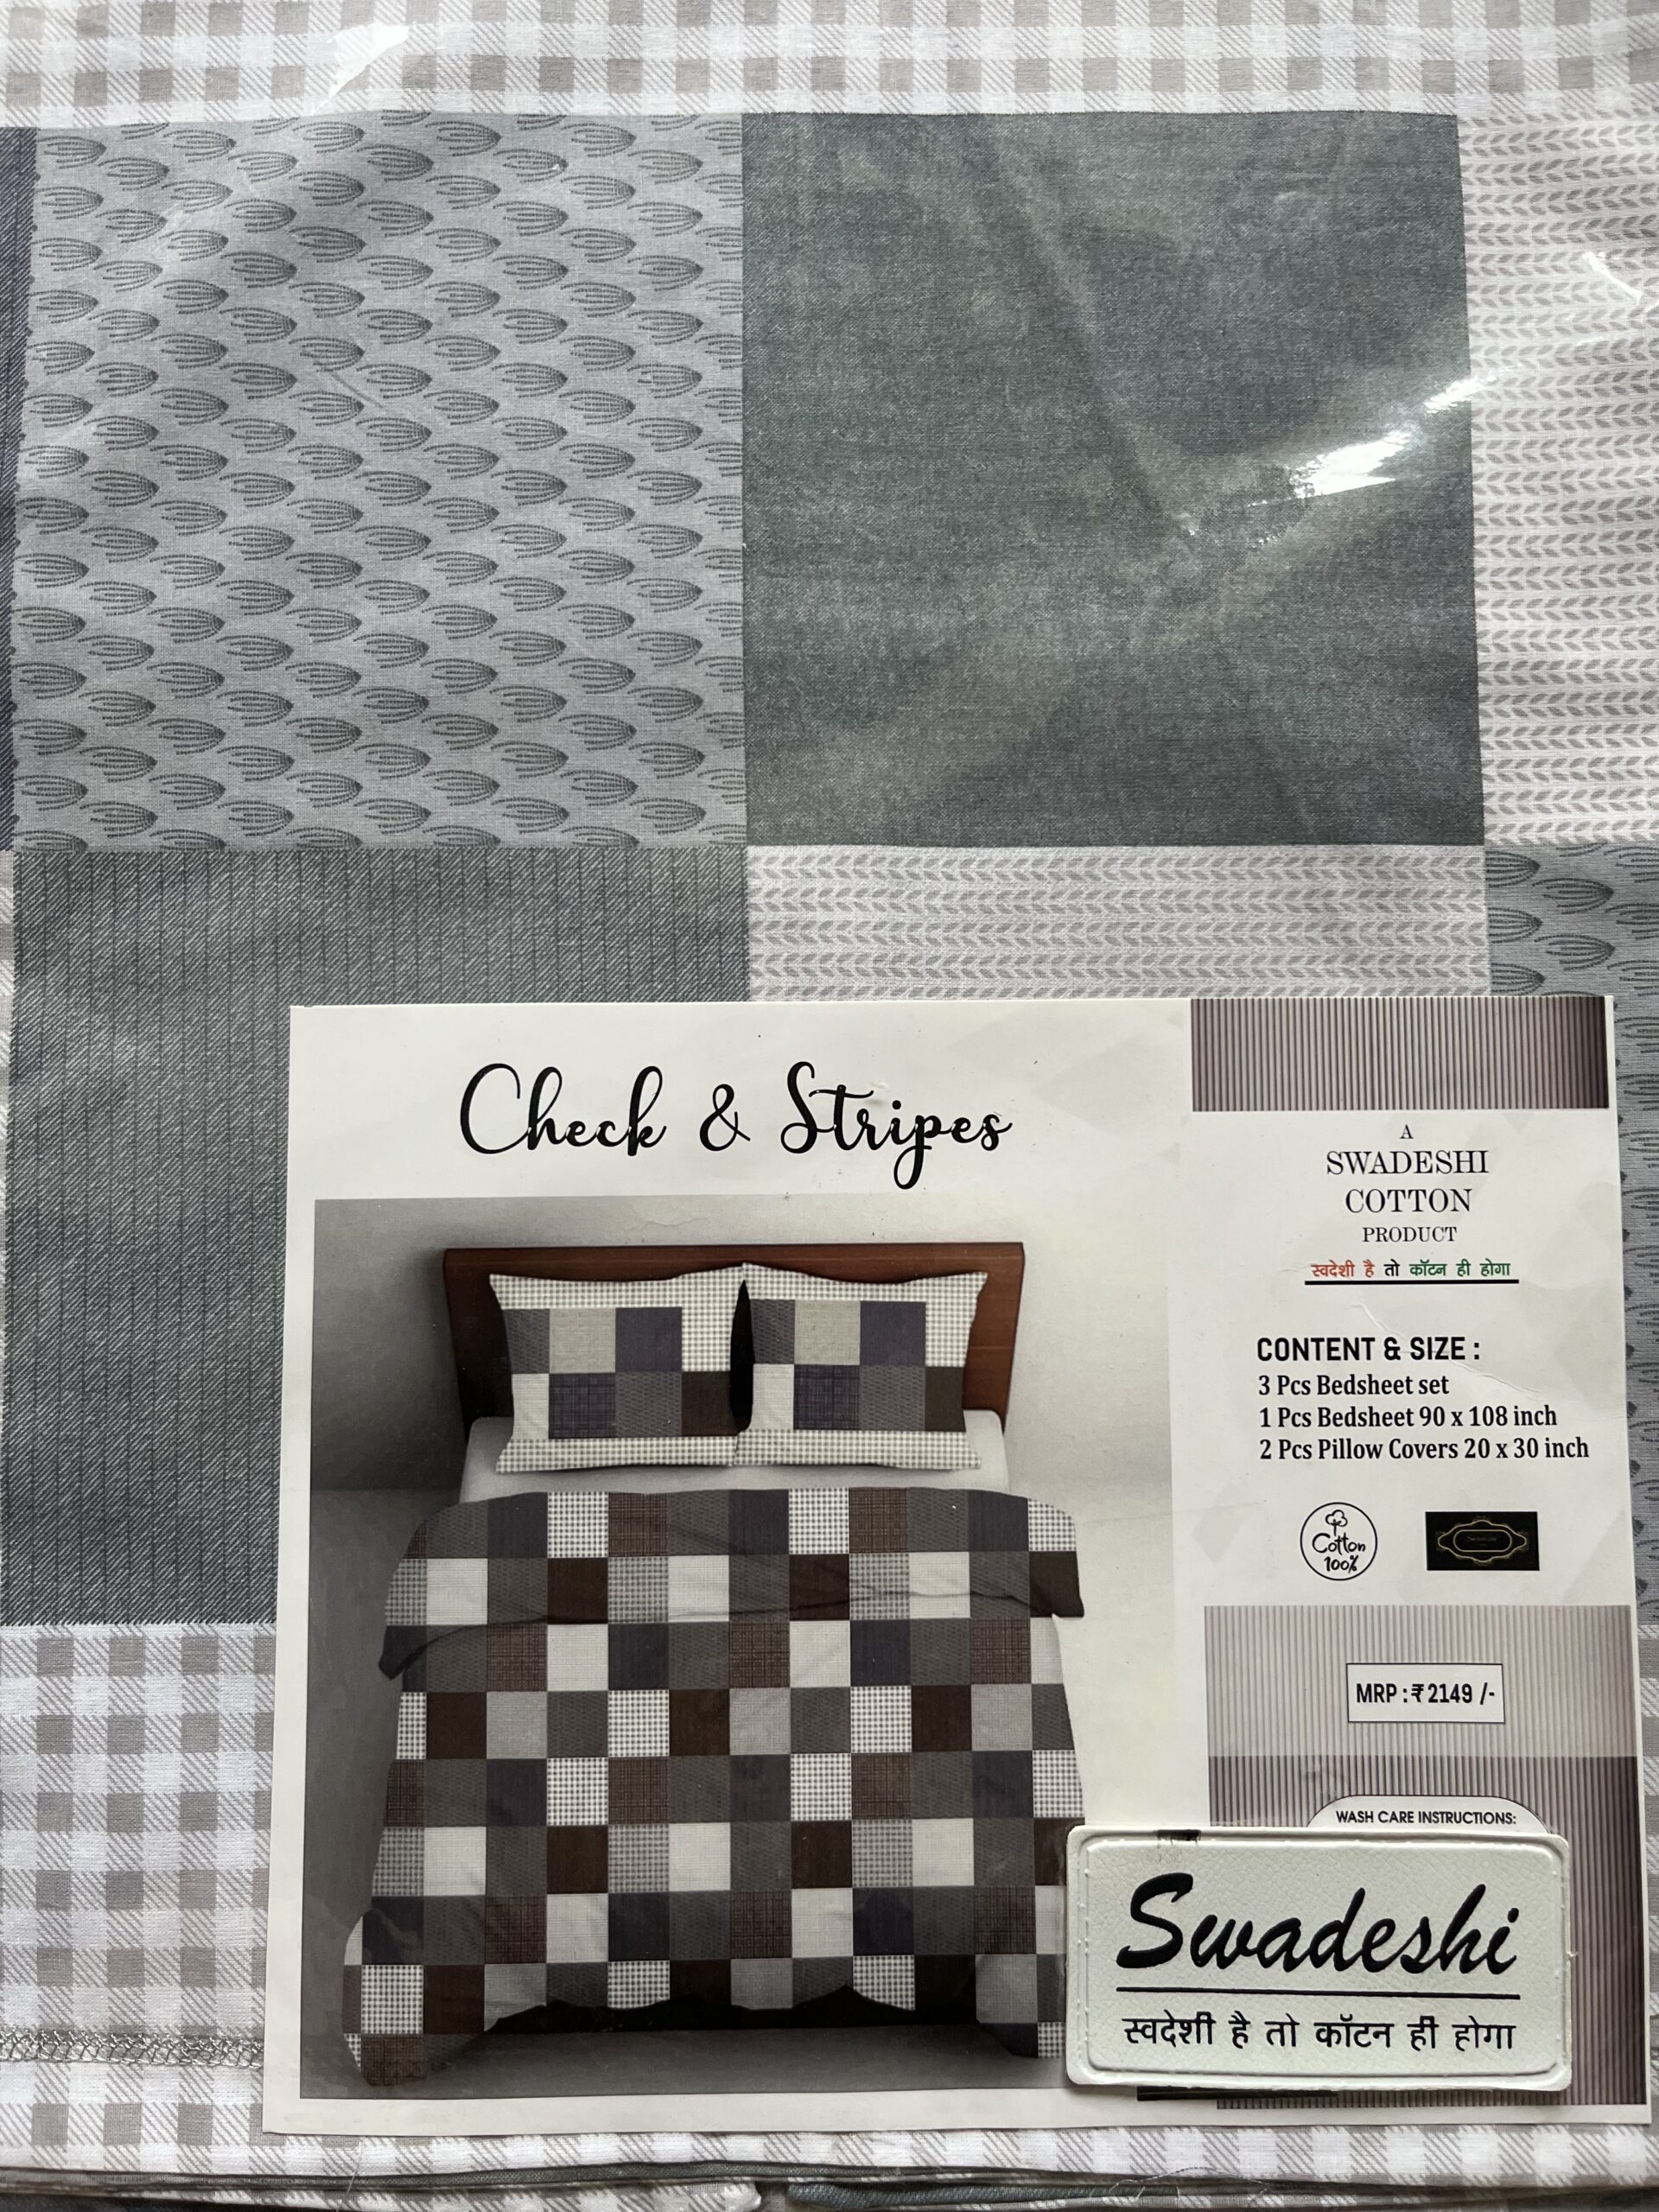 Check & Stripes
A
SWADESHI
COTTON
PRODUCT
स्वदेशी है तो कॉटन ही होगा
CONTENT & SIZE :
3 Pcs Bedsheet set
1 Pcs Bedsheet 90 x 108 inch
2 Pcs Pillow Covers 20 x 30 inch
Cotton
100%
MRP : ₹ 2149 /-
WASH CARE INSTRUCTIONS:
Swadeshi
स्वदेशी है तो कॉटन ही होगा